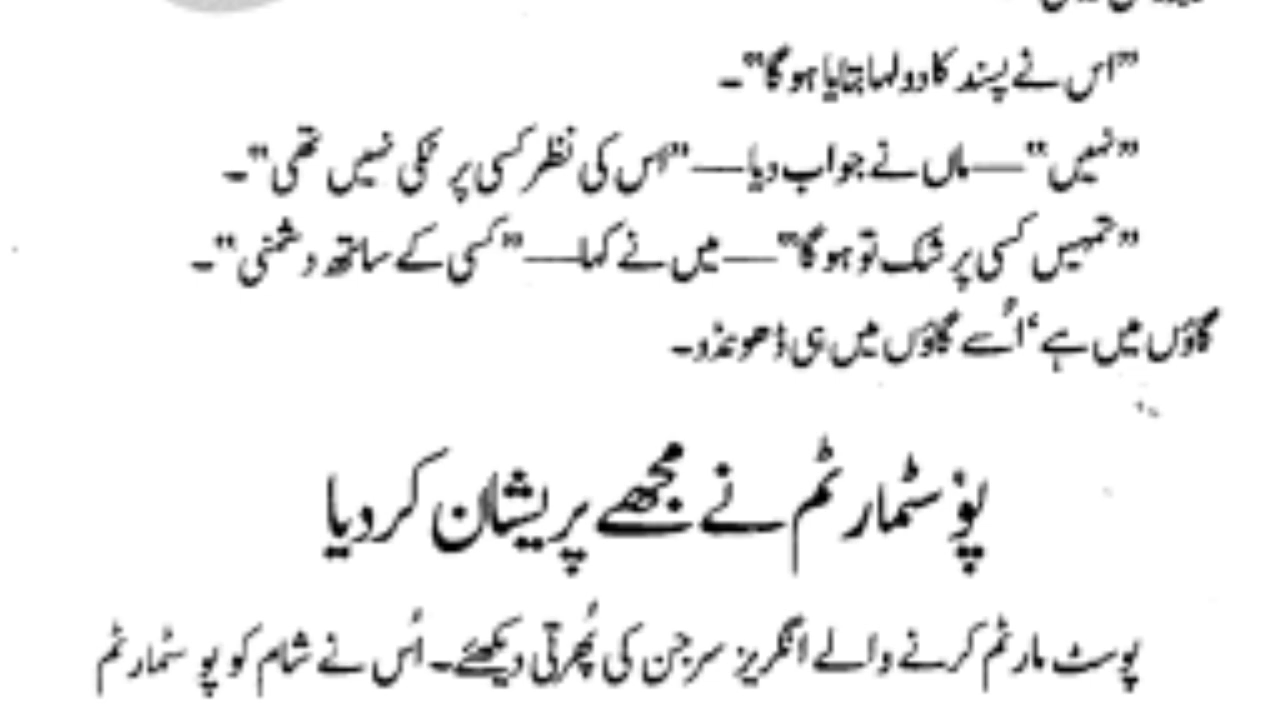 ”اس نے پسند کا دولہا بتایا ہو گا“۔
”نہیں“—ماں نے جواب دیا—”اس کی نظر کسی پر ٹکی نہیں تھی“۔
”تمہیں کسی پر شک تو ہو گا“—میں نے کہا—”کسی کے ساتھ دشمنی“۔
گاؤں میں ہے‘ اُسے گاؤں میں ہی ڈھونڈو۔
پوسٹمارٹم نے مجھے پریشان کر دیا
پوسٹ مارٹم کرنے والے انگریز سرجن کی پُھرتی دیکھئے۔ اُس نے شام کو پوسٹمارٹم